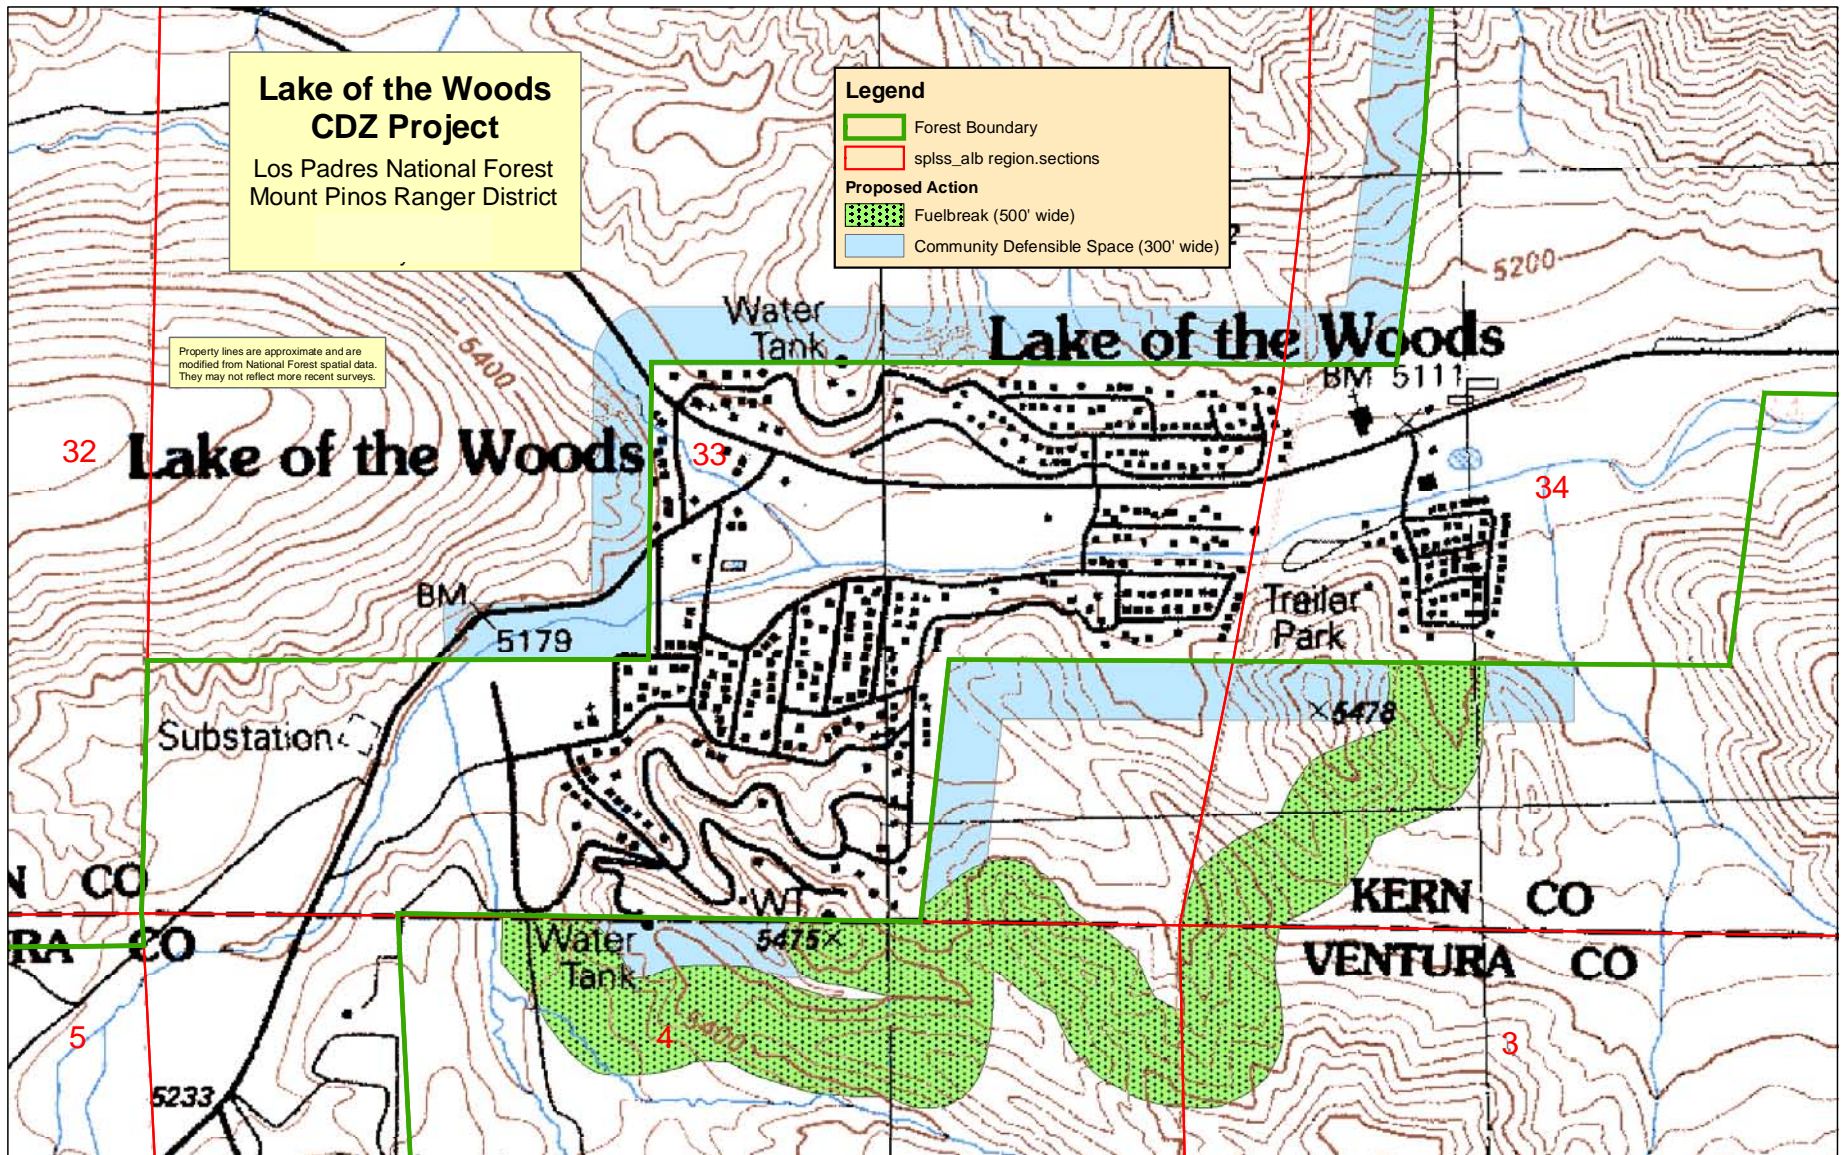 Lake of the Woods
CDZ Project
Los Padres National Forest
Mount Pinos Ranger District
Legend
Forest Boundary
splss_alb region.sections
Proposed Action
Fuelbreak (500' wide)
Community Defensible Space (300' wide)
5200
Water
Tank
Lake of the Woods
Property lines are approximate and are
modified from National Forest spatial data.
They may not reflect more recent surveys.
5400
BM 5111
32
Lake of the Woods
33
34
BM
5179
Trailer
Park
Substation
×5478
N CO
WT
KERN CO
RA CO
Water
Tank
5475×
VENTURA CO
5
4
5400
3
5233